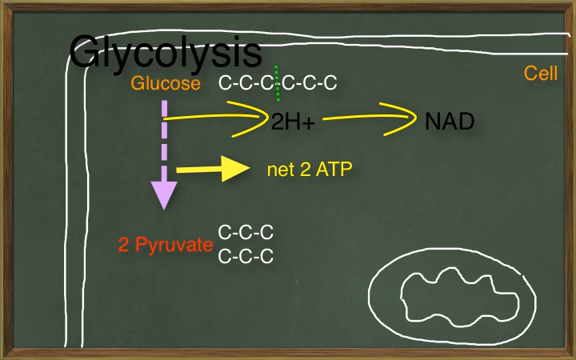 Glycolysis
Cell
Glucose C-C-C-C-C-C
2H+ NAD
net 2 ATP
C-C-C
2 Pyruvate
C-C-C